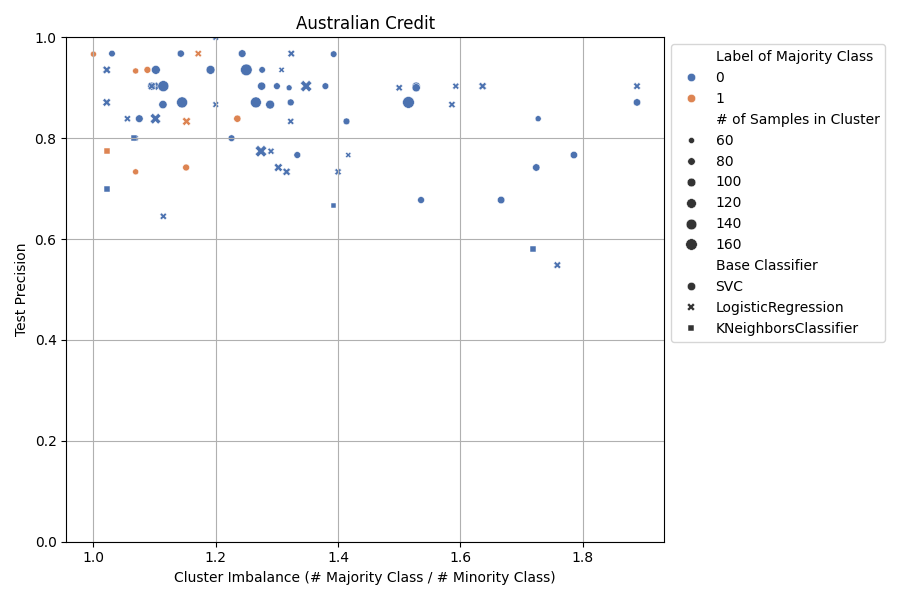 Australian Credit
Test Precision
1.0
0.8
0.6
0.4
0.2
0.0
1.0 1.2 1.4 1.6 1.8
Cluster Imbalance (# Majority Class / # Minority Class)
Label of Majority Class
0
1
# of Samples in Cluster
60
80
100
120
140
160
Base Classifier
SVC
LogisticRegression
KNeighborsClassifier